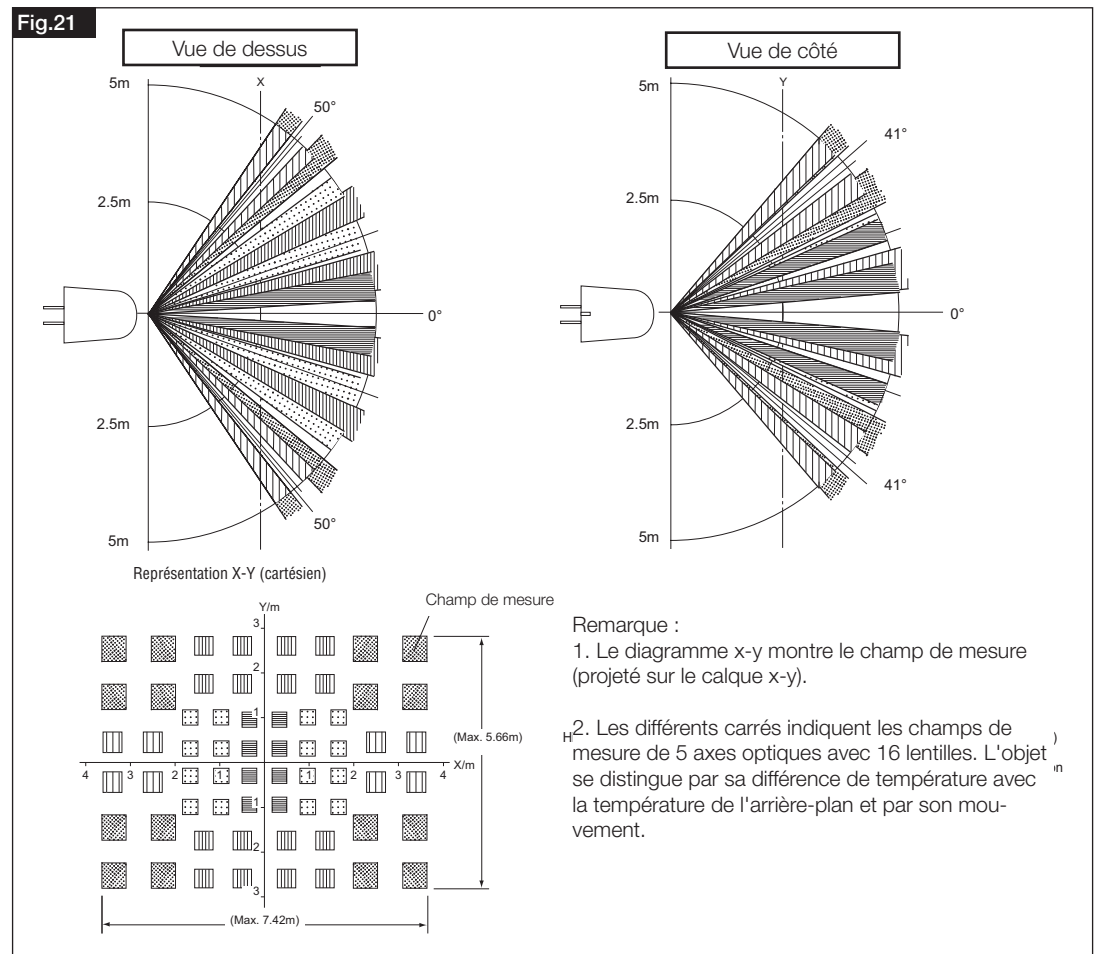 Fig.21
Vue de dessus
Vue de côté
5m
X
50°
2.5m
0°
2.5m
50°
5m
5m
Y
41°
2.5m
0°
2.5m
41°
5m
Représentation X-Y (cartésien)
Y/m
Champ de mesure
3
2
1
(Max. 5.66m)
4 3 2 1 1 2 3 4 X/m
1
2
3
(Max. 7.42m)
Remarque :
1. Le diagramme x-y montre le champ de mesure
(projeté sur le calque x-y).
H
2. Les différents carrés indiquent les champs de
mesure de 5 axes optiques avec 16 lentilles. L'objet )
se distingue par sa différence de température avec on
la température de l'arrière-plan et par son mou-
vement.